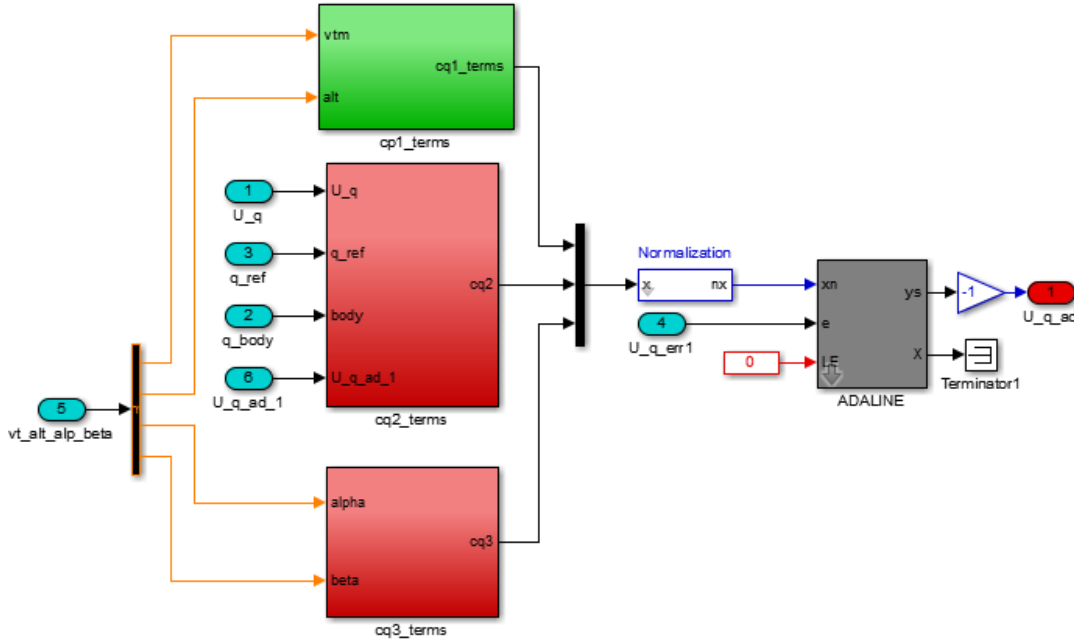 vtm
cq1_terms
alt
cp1_terms
1
U_q
U_q
3
q_ref
q_ref
cq2
2
body
q_body
6
U_q_ad_1
U_q_ad_1
cq2_terms
5
vt_alt_alp_beta
alpha
cq3
beta
cq3_terms
Normalization
x
nx
4
U_q_err1
0
xn
ys
e
X
LE
ADALINE
-1
1
U_q_ad
Terminator1